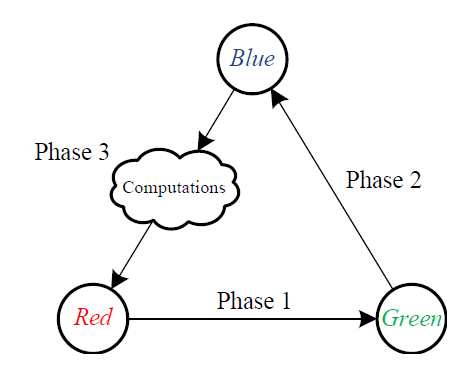 Blue
Phase 3
Computations
Phase 2
Phase 1
Red
Green